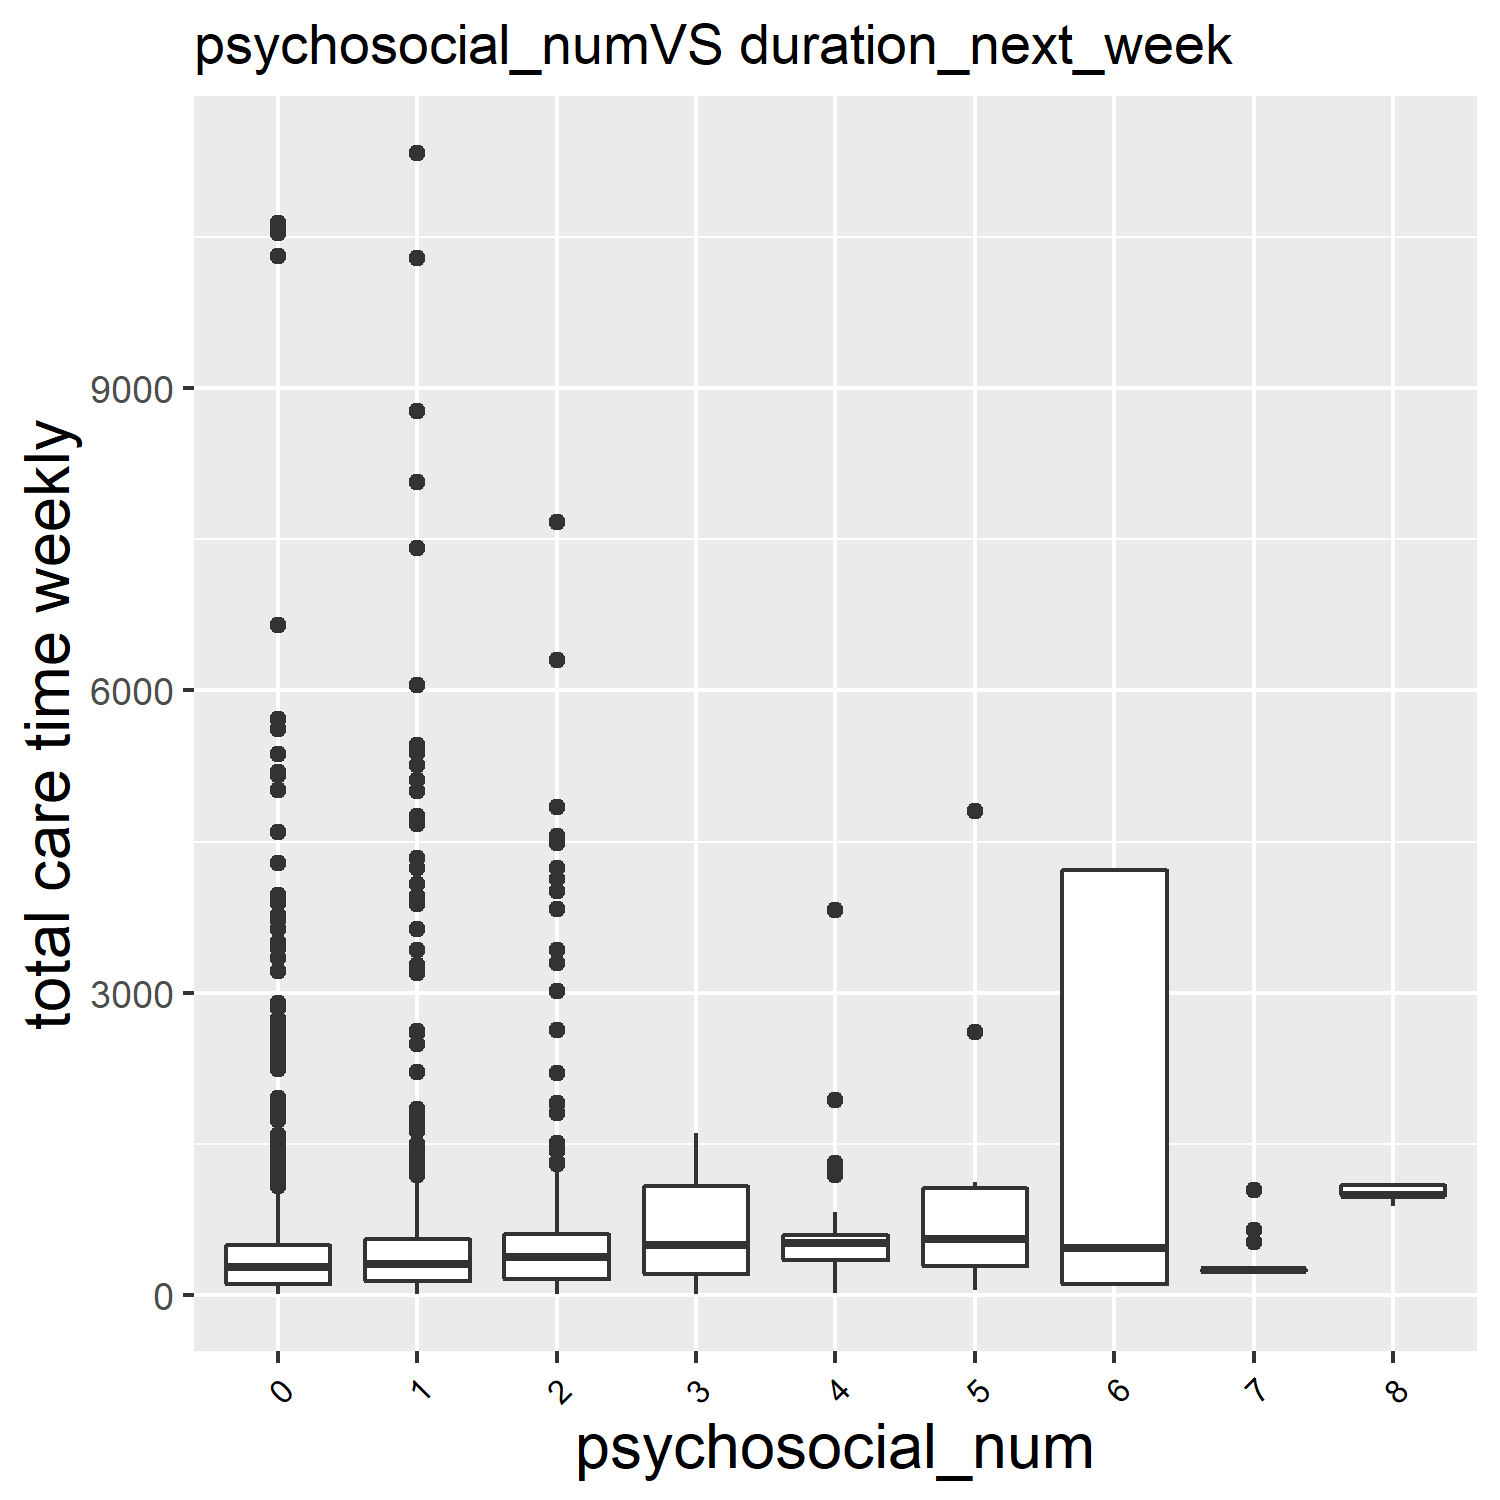 psychosocial_numVS duration_next_week
total care time weekly
9000
6000
3000
0
0 1 2 3 4 5 6 7 8
psychosocial_num